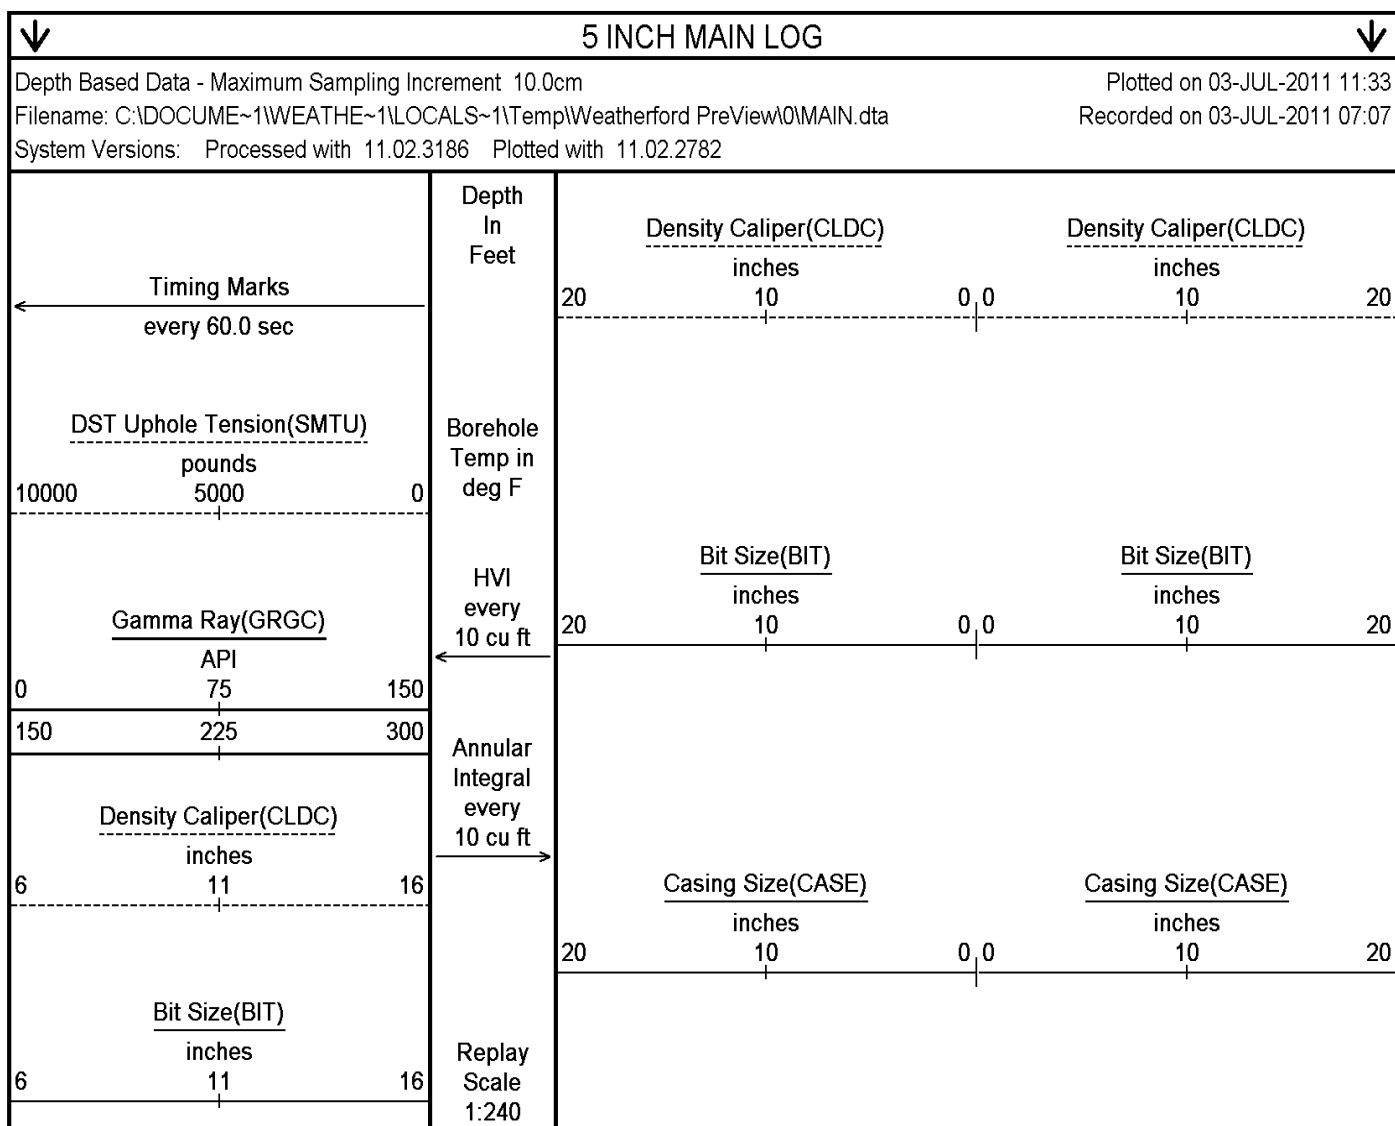 5 INCH MAIN LOG
Depth Based Data - Maximum Sampling Increment 10.0cm
Plotted on 03-JUL-2011 11:33
Filename: C:\DOCUME~1\WEATHE~1\LOCALS~1\Temp\Weatherford PreView\0\MAIN.dta
Recorded on 03-JUL-2011 07:07
System Versions: Processed with 11.02.3186 Plotted with 11.02.2782
Timing Marks
every 60.0 sec
DST Uphole Tension(SMTU)
pounds
10000 5000 0
Gamma Ray(GRGC)
API
0 75 150
150 225 300
Density Caliper(CLDC)
inches
6 11 16
Bit Size(BIT)
inches
6 11 16
Depth
In
Feet
Borehole
Temp in
deg F
HVI
every
10 cu ft
Annular
Integral
every
10 cu ft
Replay
Scale
1:240
Density Caliper(CLDC)
inches
20 10 0
Density Caliper(CLDC)
inches
0 10 20
Bit Size(BIT)
inches
20 10 0
Bit Size(BIT)
inches
0 10 20
Casing Size(CASE)
inches
20 10 0
Casing Size(CASE)
inches
0 10 20